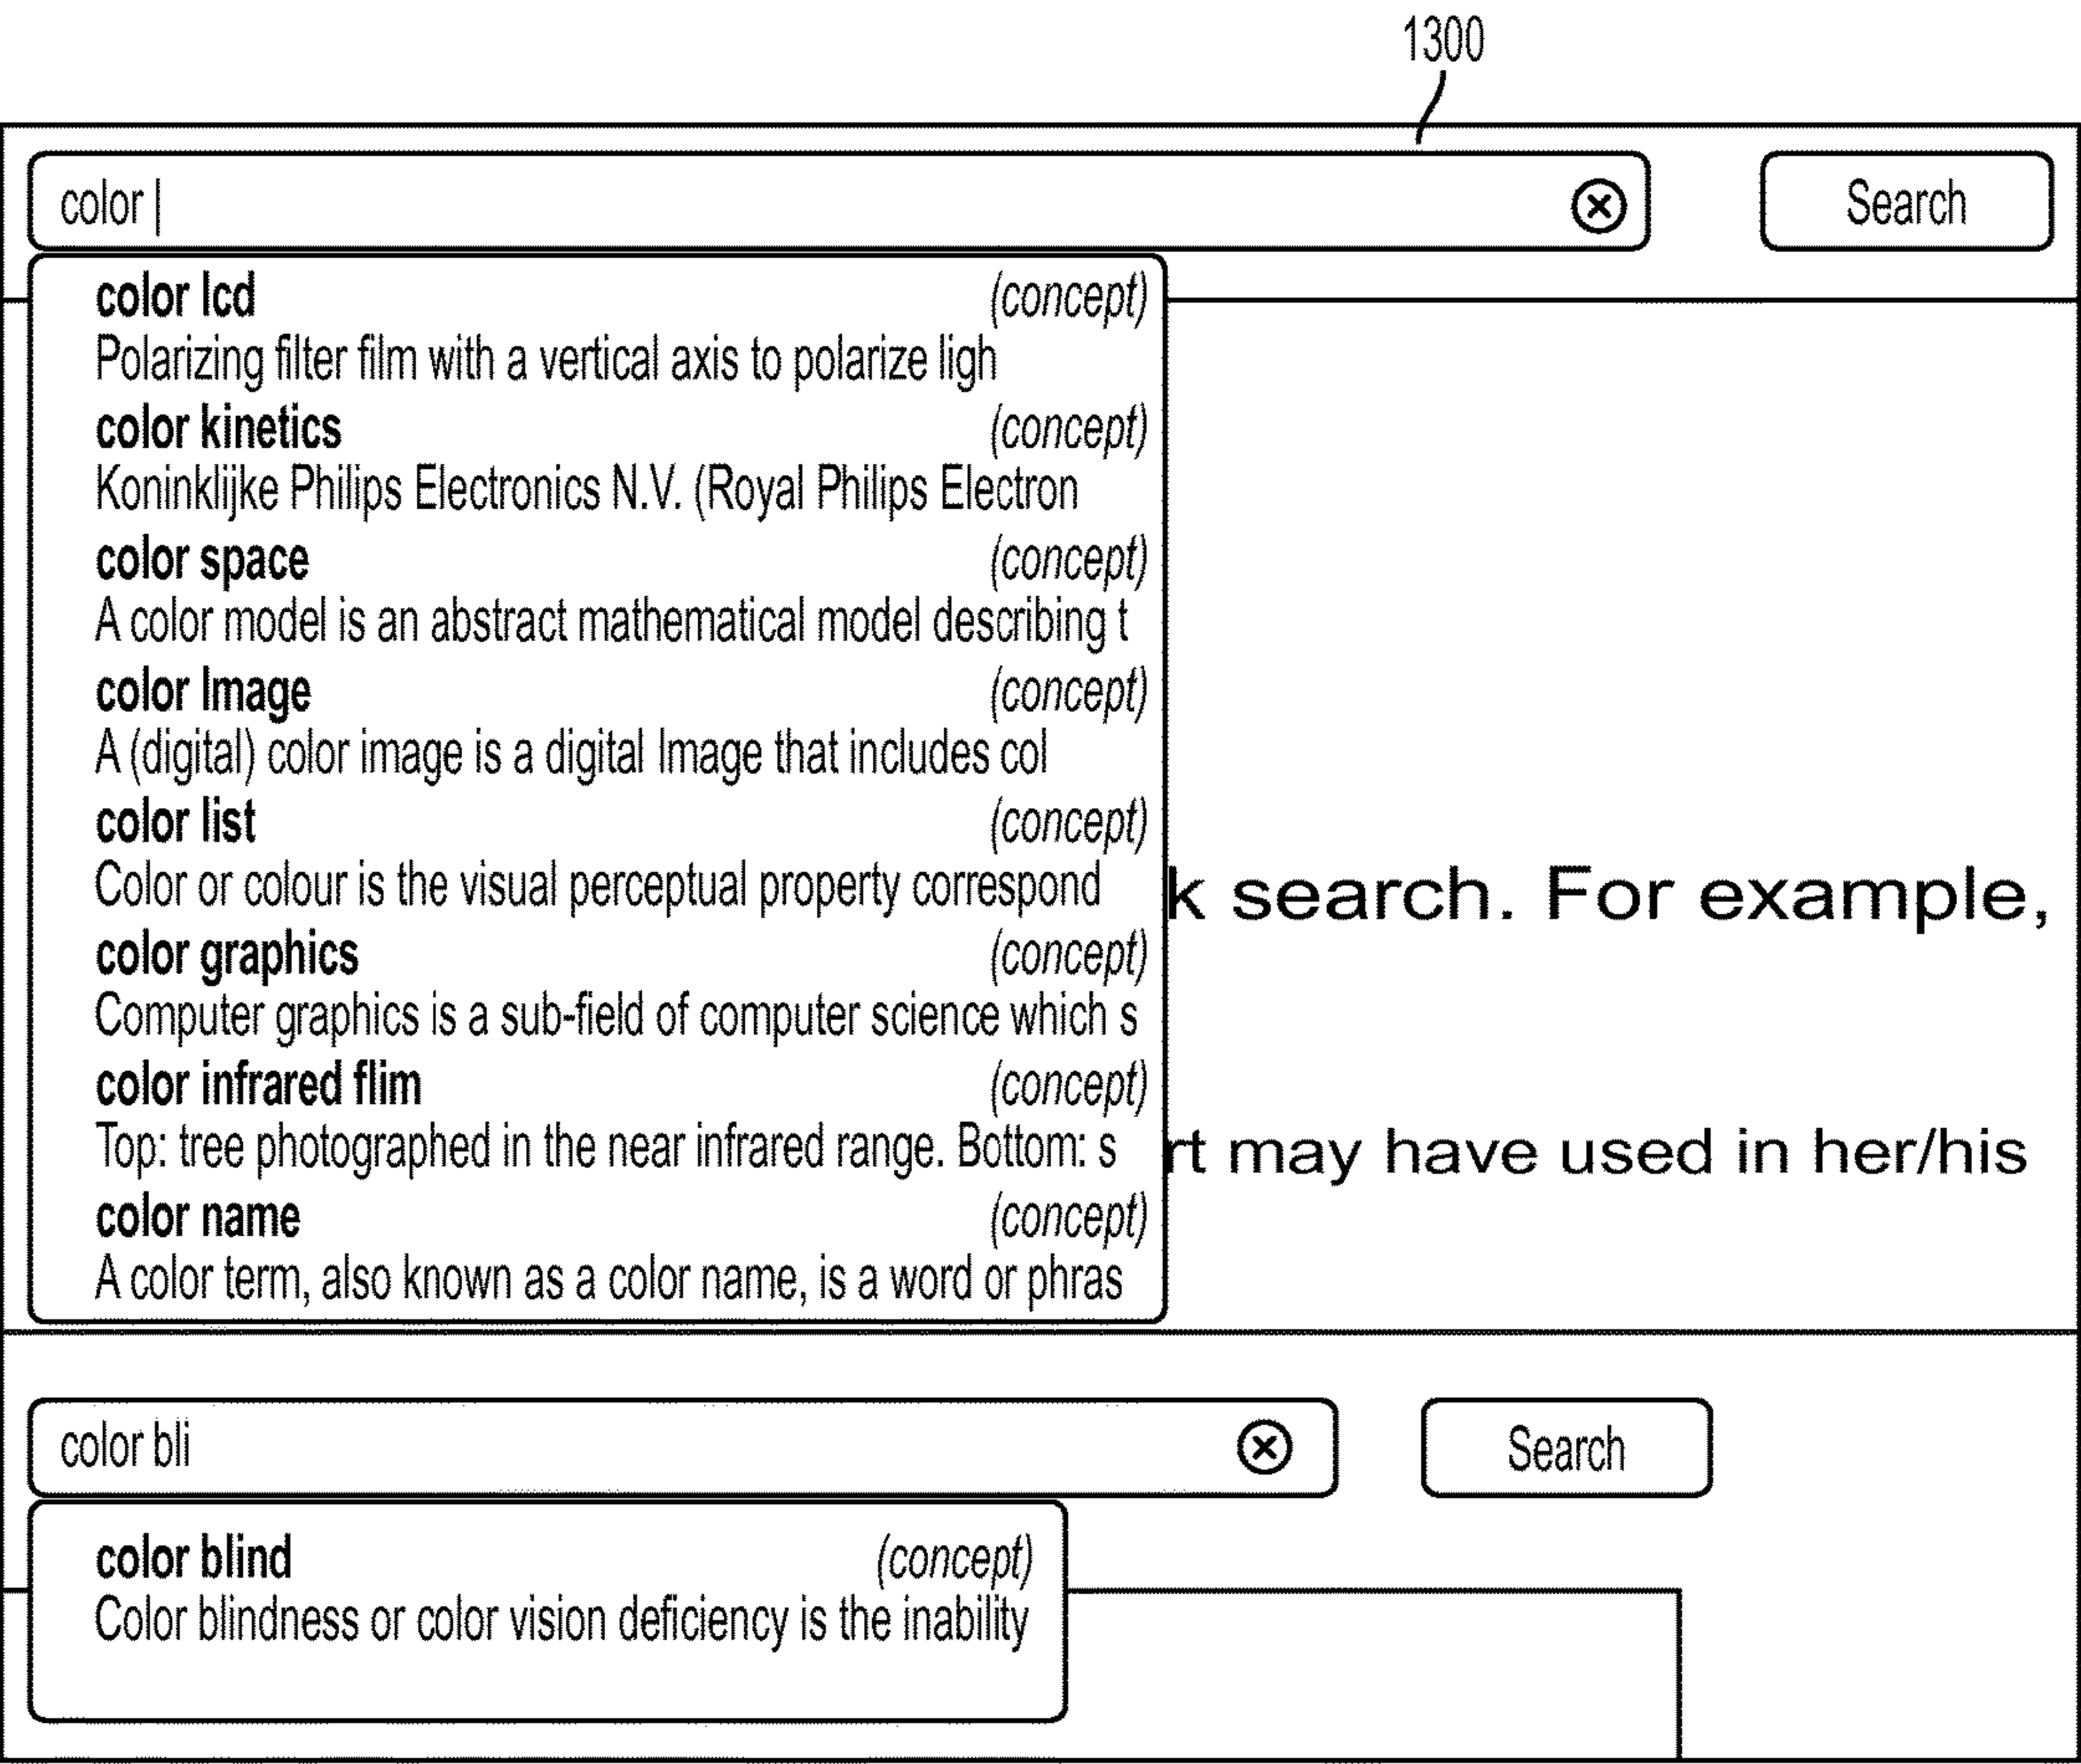 1300
color
Search
color lcd (concept)
Polarizing filter film with a vertical axis to polarize ligh
color kinetics (concept)
Koninklijke Philips Electronics N.V. (Royal Philips Electron
color space (concept)
A color model is an abstract mathematical model describing t
color Image (concept)
A (digital) color image is a digital Image that includes col
color list (concept)
Color or colour is the visual perceptual property correspond
k search. For example,
color graphics (concept)
Computer graphics is a sub-field of computer science which s
color infrared flim (concept)
Top: tree photographed in the near infrared range. Bottom: s
rt may have used in her/his
color name (concept)
A color term, also known as a color name, is a word or phras
color bli
Search
color blind (concept)
Color blindness or color vision deficiency is the inability